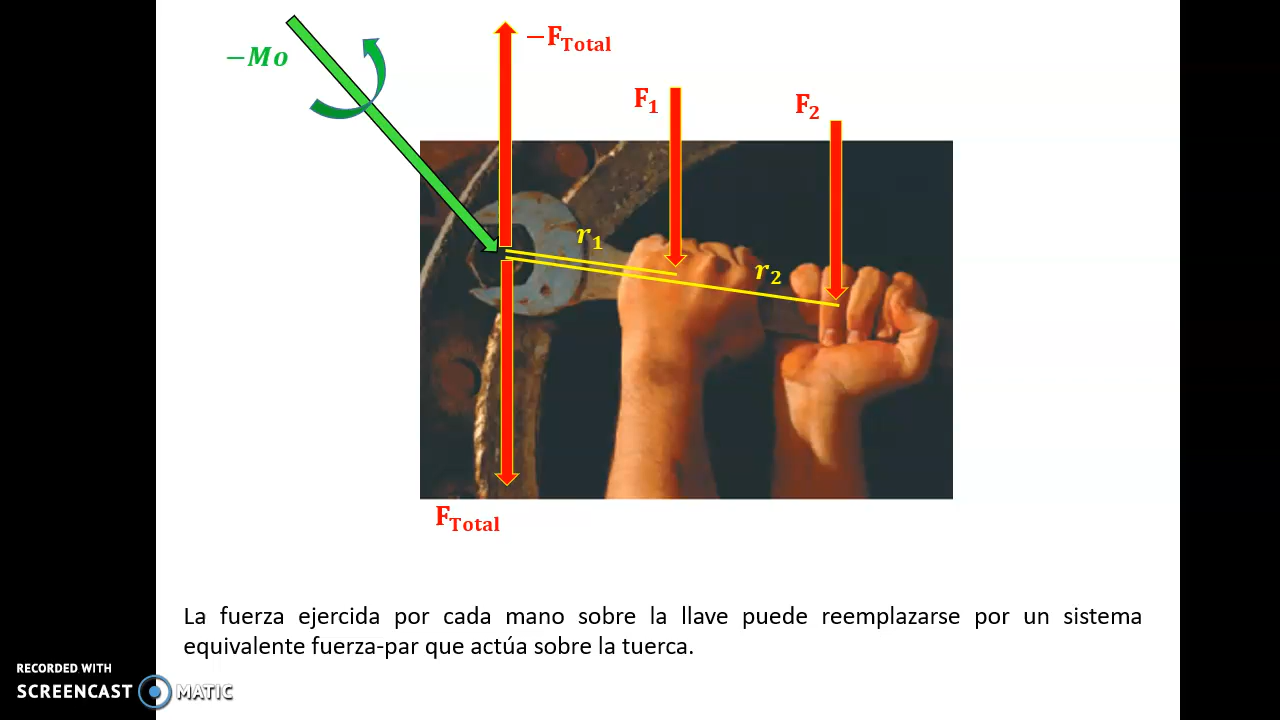 −Mo
−F_Total
F_1
F_2
r_1
r_2
F_Total
La fuerza ejercida por cada mano sobre la llave puede reemplazarse por un sistema
equivalente fuerza-par que actúa sobre la tuerca.
RECORDED WITH
SCREENCAST MATIC